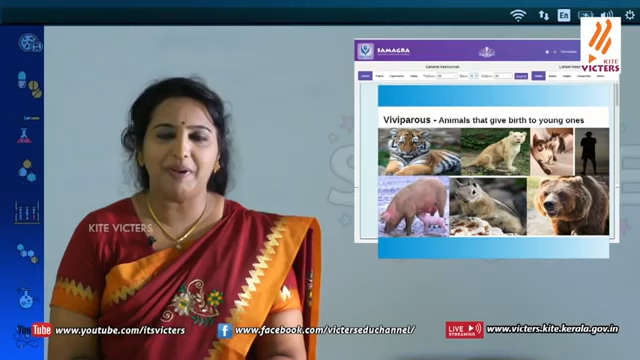 En
KITE
VICTERS
SAMAGRA
Viviparous - Animals that give birth to young ones
KITE VICTERS
YouTube www.youtube.com/itsvicters
f www.facebook.com/victerseduchannel/
LIVE
STREAMING
www.victers.kite.kerala.gov.in